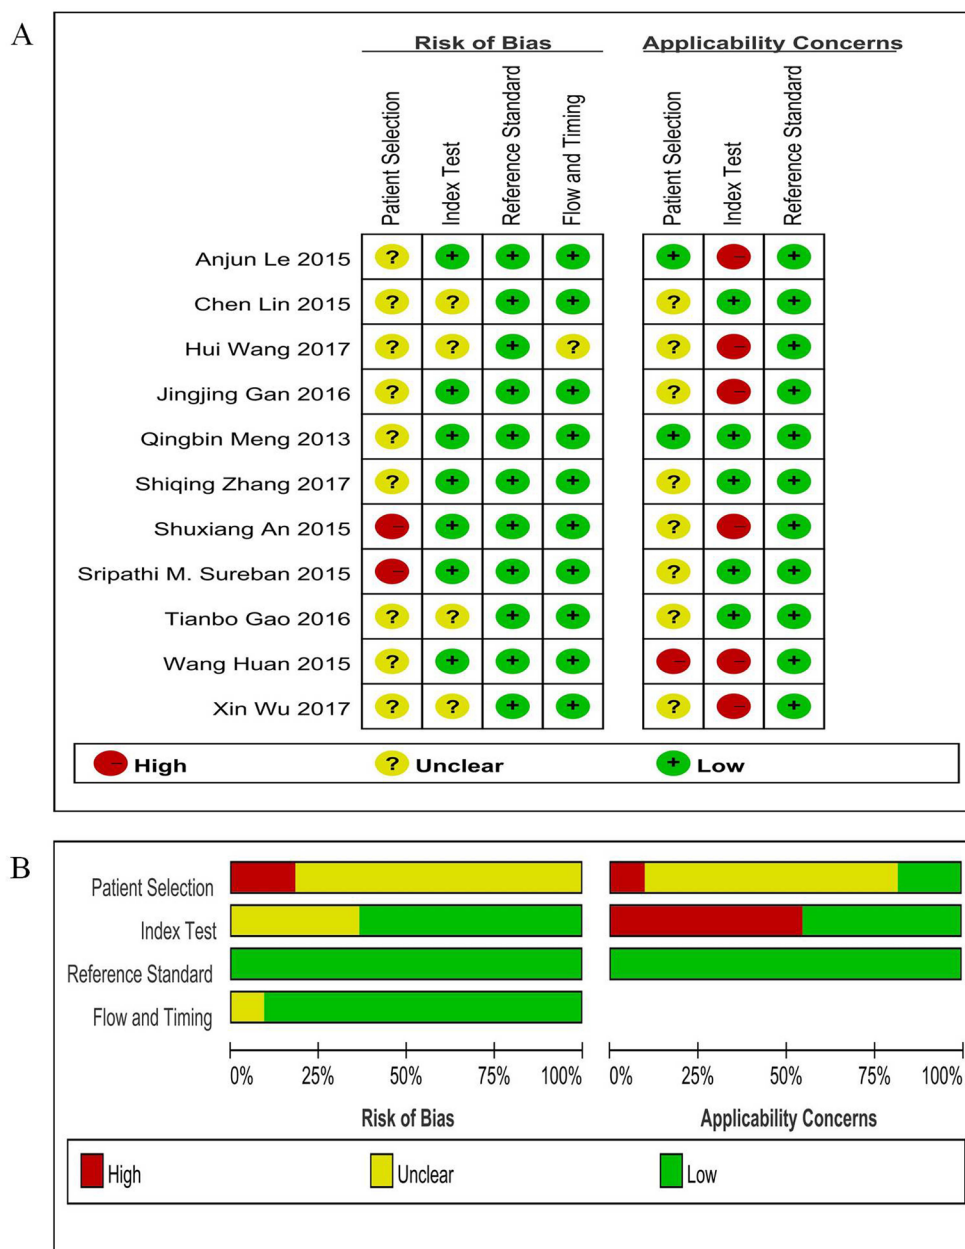 A
Risk of Bias Applicability Concerns
Patient Selection Index Test Reference Standard Flow and Timing Patient Selection Index Test Reference Standard
Anjun Le 2015 ? + + + + – +
Chen Lin 2015 ? ? + + ? + +
Hui Wang 2017 ? ? + ? ? – +
Jingjing Gan 2016 ? + + + ? – +
Qingbin Meng 2013 ? + + + + + +
Shiqing Zhang 2017 ? + + + ? + +
Shuxiang An 2015 – + + + ? – +
Sripathi M. Sureban 2015 – + + + ? + +
Tianbo Gao 2016 ? ? + + ? + +
Wang Huan 2015 ? + + + – – +
Xin Wu 2017 ? ? + + ? – +
– High ? Unclear + Low
B
Patient Selection
Index Test
Reference Standard
Flow and Timing
0% 25% 50% 75% 100% 0% 25% 50% 75% 100%
Risk of Bias Applicability Concerns
High Unclear Low